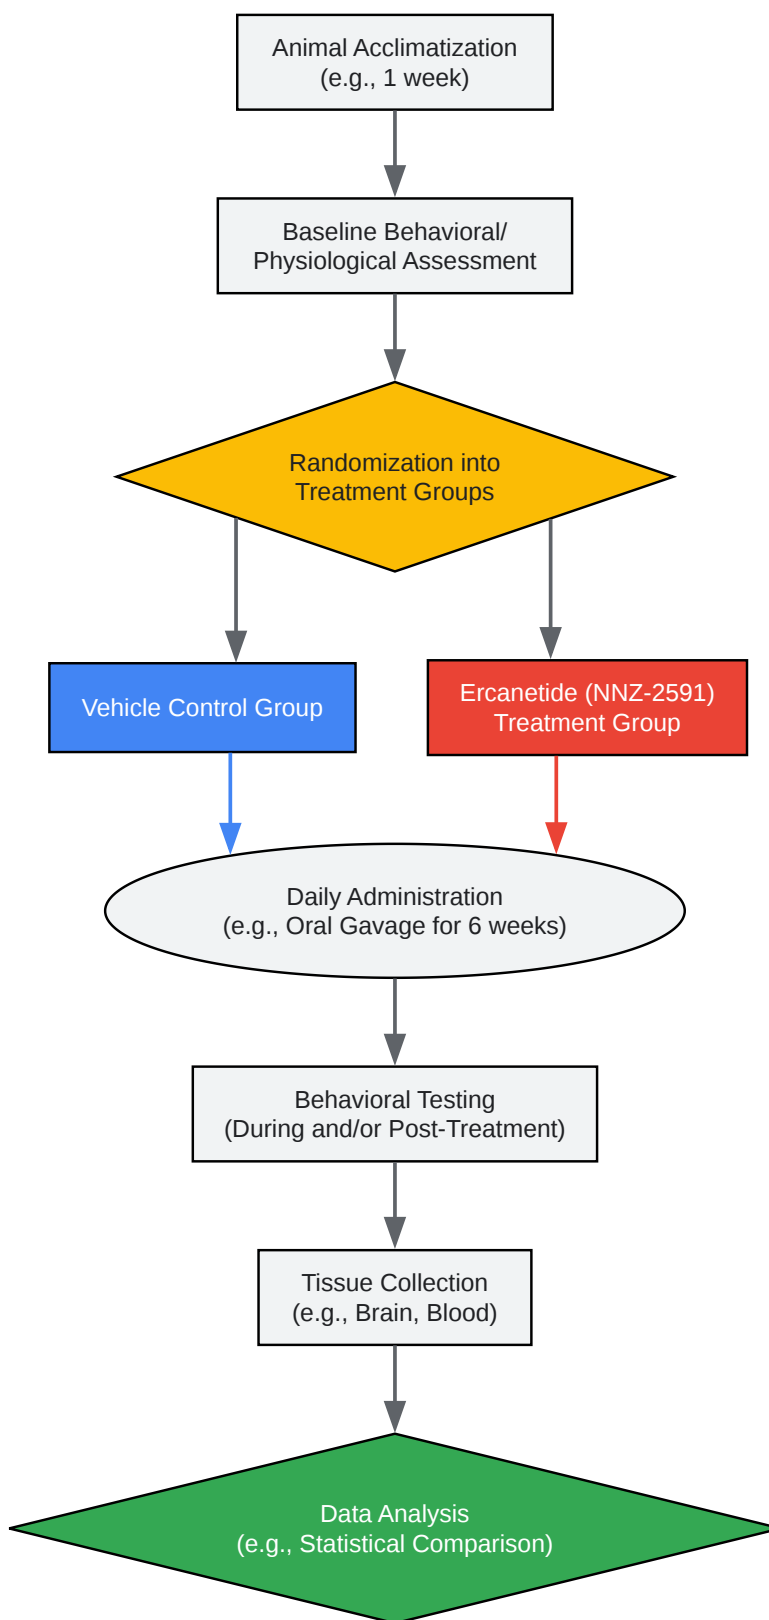 Animal Acclimatization
(e.g., 1 week)
Baseline Behavioral/
Physiological Assessment
Randomization into
Treatment Groups
Vehicle Control Group
Ercanetide (NNZ-2591)
Treatment Group
Daily Administration
(e.g., Oral Gavage for 6 weeks)
Behavioral Testing
(During and/or Post-Treatment)
Tissue Collection
(e.g., Brain, Blood)
Data Analysis
(e.g., Statistical Comparison)